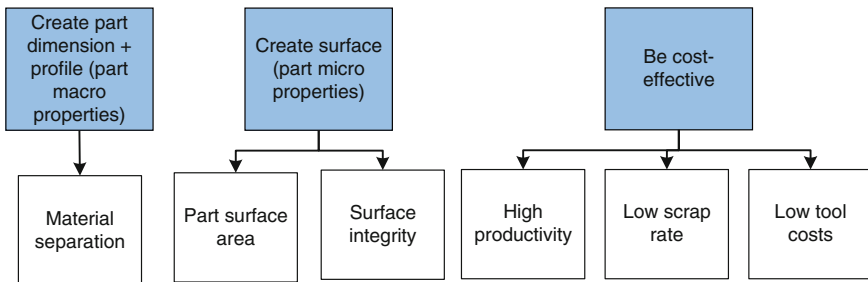 Create part
dimension +
profile (part
macro
properties)
Create surface
(part micro
properties)
Be cost-
effective
Material
separation
Part surface
area
Surface
integrity
High
productivity
Low scrap
rate
Low tool
costs